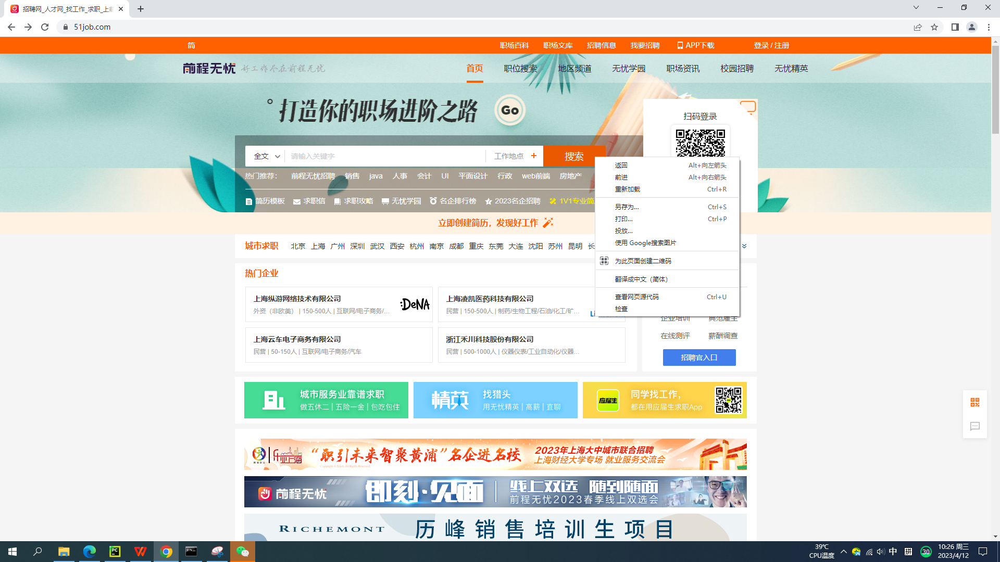 招聘网_人才网_找工作_求职_上前
51job.com
简
职场百科 职场文库 招聘信息 我要招聘 APP下载 登录 / 注册
前程无忧 好工作尽在前程无忧
首页 职位搜索 地区频道 无忧学园 职场资讯 校园招聘 无忧精英
打造你的职场进阶之路 Go
扫码登录
全文 请输入关键字 工作地点 + 搜索
热门推荐： 前程无忧招聘 销售 java 人事 会计 UI 平面设计 行政 web前端 房地产
简历模板 求职信 求职攻略 无忧学园 名企排行榜 2023名企招聘 1V1专业简
返回 Alt+向左箭头
前进 Alt+向右箭头
重新加载 Ctrl+R
另存为... Ctrl+S
打印... Ctrl+P
投放...
使用 Google搜索图片
为此页面创建二维码
翻译成中文（简体）
查看网页源代码 Ctrl+U
检查
立即创建简历，发现好工作
城市求职 北京 上海 广州 深圳 武汉 西安 杭州 南京 成都 重庆 东莞 大连 沈阳 苏州 昆明 长
热门企业
上海纵游网络技术有限公司
外资（非欧美） | 150-500人 | 互联网/电子商务/...
:DeNA
上海凌凯医药科技有限公司
民营 | 150-500人 | 制药/生物工程/石油/化工/矿...
上海云车电子商务有限公司
民营 | 50-150人 | 互联网/电子商务/汽车
浙江禾川科技股份有限公司
民营 | 500-1000人 | 仪器仪表/工业自动化/仪器...
企业培训 典范雇主
在线测评 薪酬调查
招聘官入口
城市服务业靠谱求职
做五休二 | 五险一金 | 包吃包住
精英
找猎头
用无忧精英 | 高薪 | 直聊
应届生
同学找工作，
都在用应届生求职App
乐业上海
“职引未来智聚黄浦”名企进名校
2023年上海大中城市联合招聘
上海财经大学专场 就业服务交流会
前程无忧
即刻·见面
线上双选 随到随面
前程无忧2023春季线上双选会
RICHEMONT
历峰销售培训生项目
39℃
CPU温度
中
拼
30
10:26 周三
2023/4/12